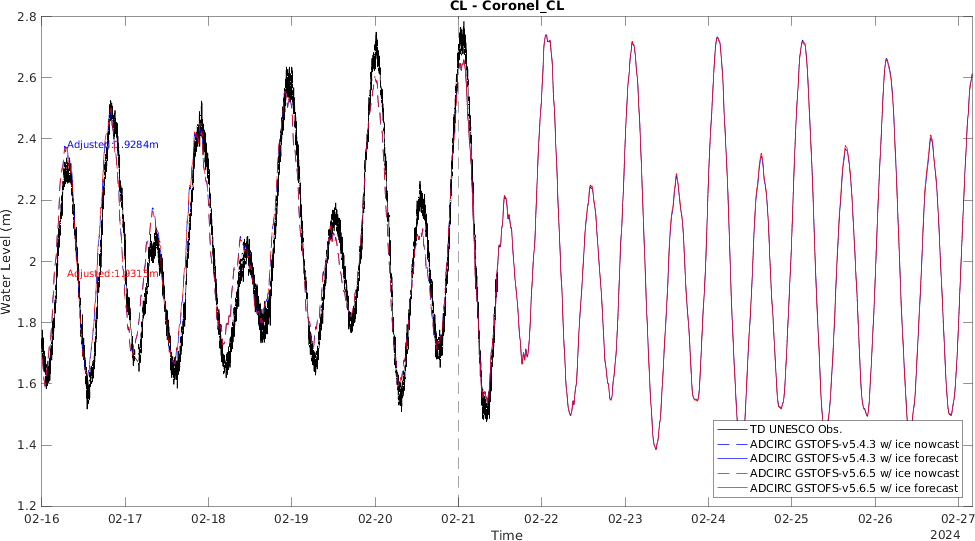 CL - Coronel_CL
2.8
2.6
2.4
2.2
2
1.8
1.6
1.4
1.2
Water Level (m)
Adjusted:1.9284m
Adjusted:1.9315m
TD UNESCO Obs.
ADCIRC GSTOFS-v5.4.3 w/ ice nowcast
ADCIRC GSTOFS-v5.4.3 w/ ice forecast
ADCIRC GSTOFS-v5.6.5 w/ ice nowcast
ADCIRC GSTOFS-v5.6.5 w/ ice forecast
02-16 02-17 02-18 02-19 02-20 02-21 02-22 02-23 02-24 02-25 02-26 02-27
Time
2024